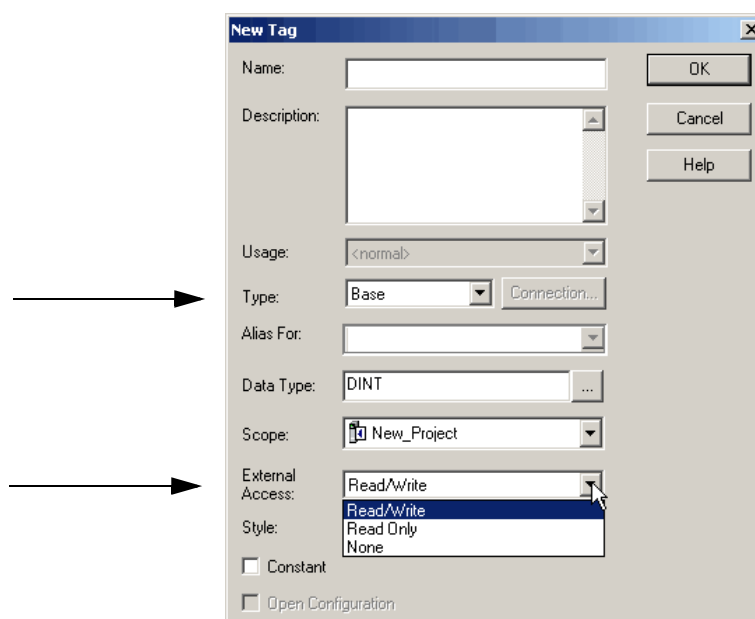 New Tag
Name:
OK
Description:
Cancel
Help
Usage:
<normal>
Type:
Base
Connection...
Alias For:
Data Type:
DINT
...
Scope:
New_Project
External
Access:
Read/Write
Read/Write
Style:
Read Only
None
Constant
Open Configuration